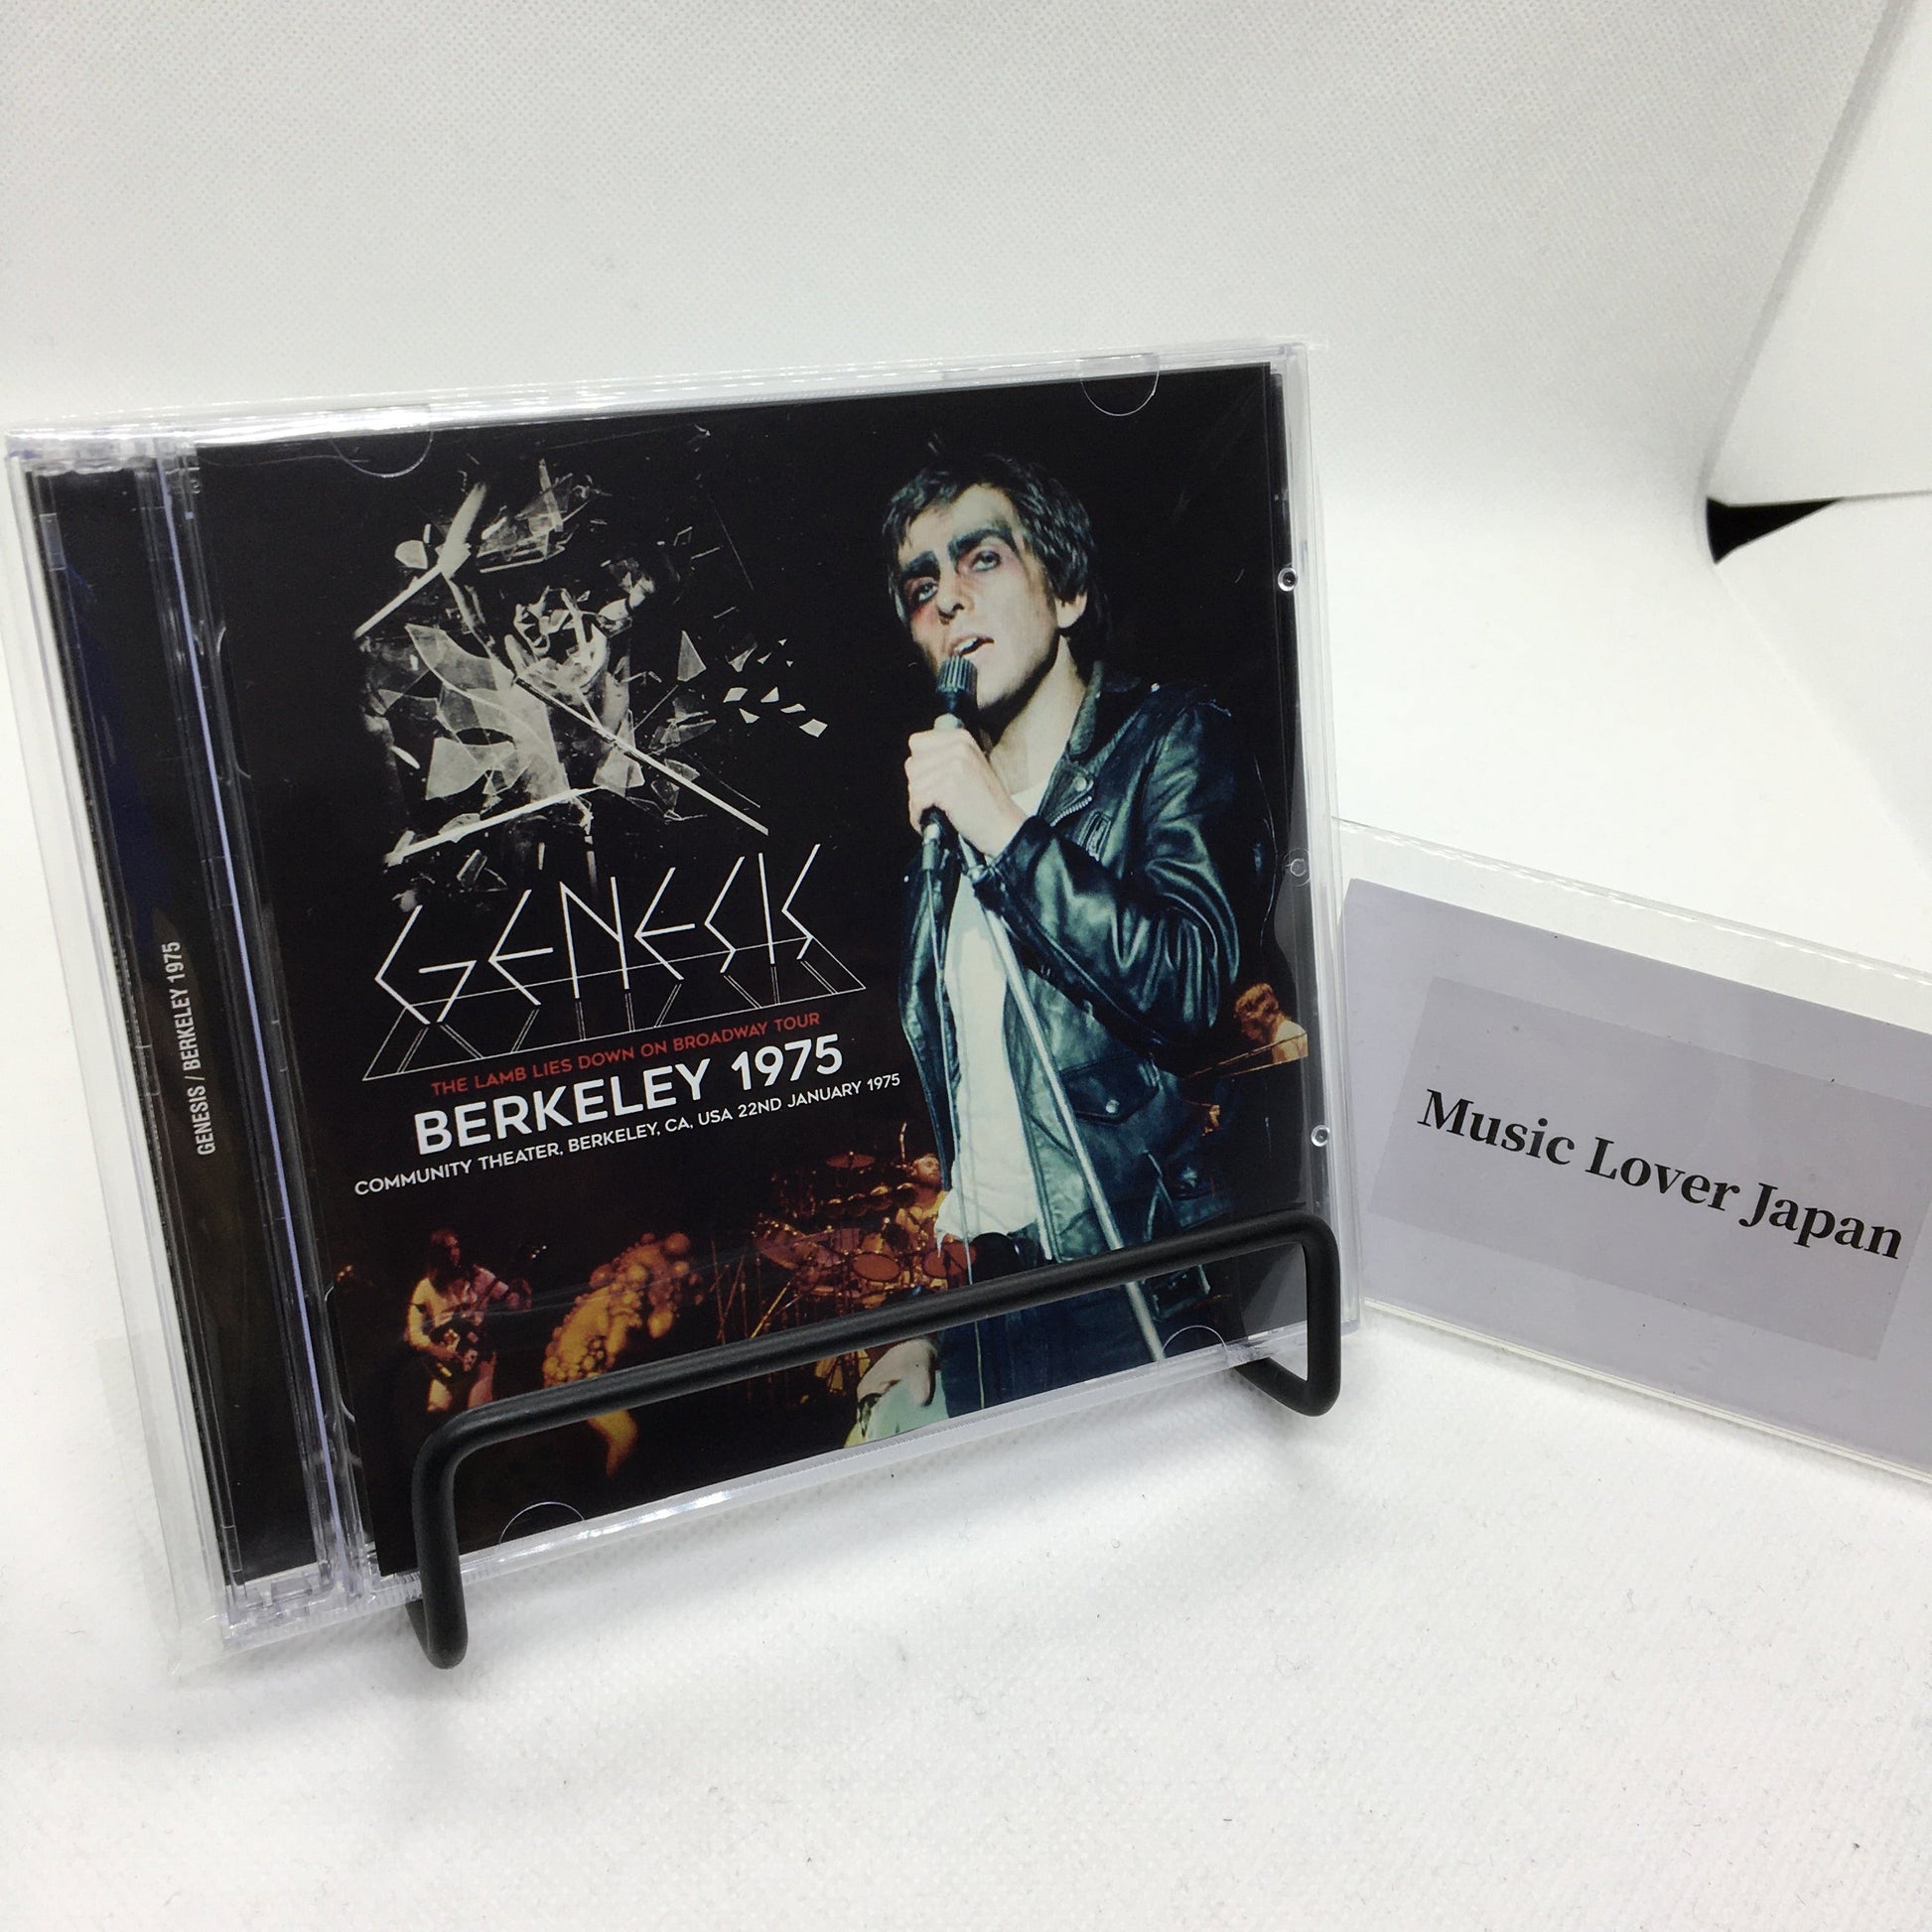 GENESIS
THE LAMB LIES DOWN ON BROADWAY TOUR
BERKELEY 1975
COMMUNITY THEATER, BERKELEY, CA, USA 22ND JANUARY 1975
GENESIS / BERKELEY 1975
Music Lover Japan